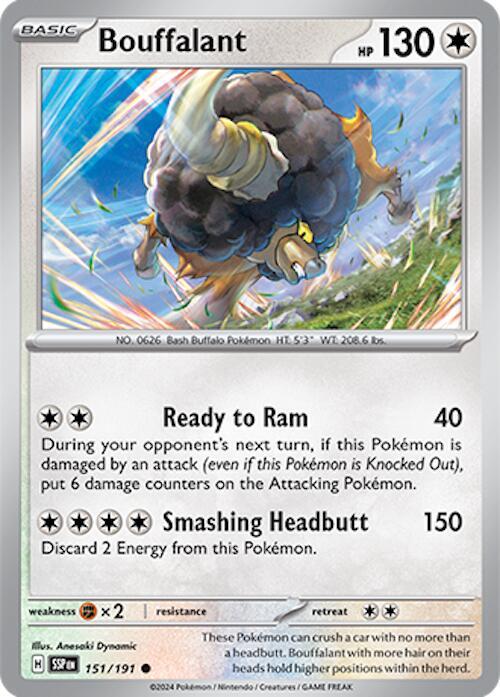 BASIC
Bouffalant
HP 130
NO. 0626 Bash Buffalo Pokémon HT: 5'3" WT: 208.6 lbs.
Ready to Ram 40
During your opponent's next turn, if this Pokémon is
damaged by an attack (even if this Pokémon is Knocked Out),
put 6 damage counters on the Attacking Pokémon.
Smashing Headbutt 150
Discard 2 Energy from this Pokémon.
weakness ×2 resistance retreat
Illus. Anesaki Dynamic
H SSP EN 151/191
These Pokémon can crush a car with no more than
a headbutt. Bouffalant with more hair on their
heads hold higher positions within the herd.
©2024 Pokémon / Nintendo / Creatures / GAME FREAK